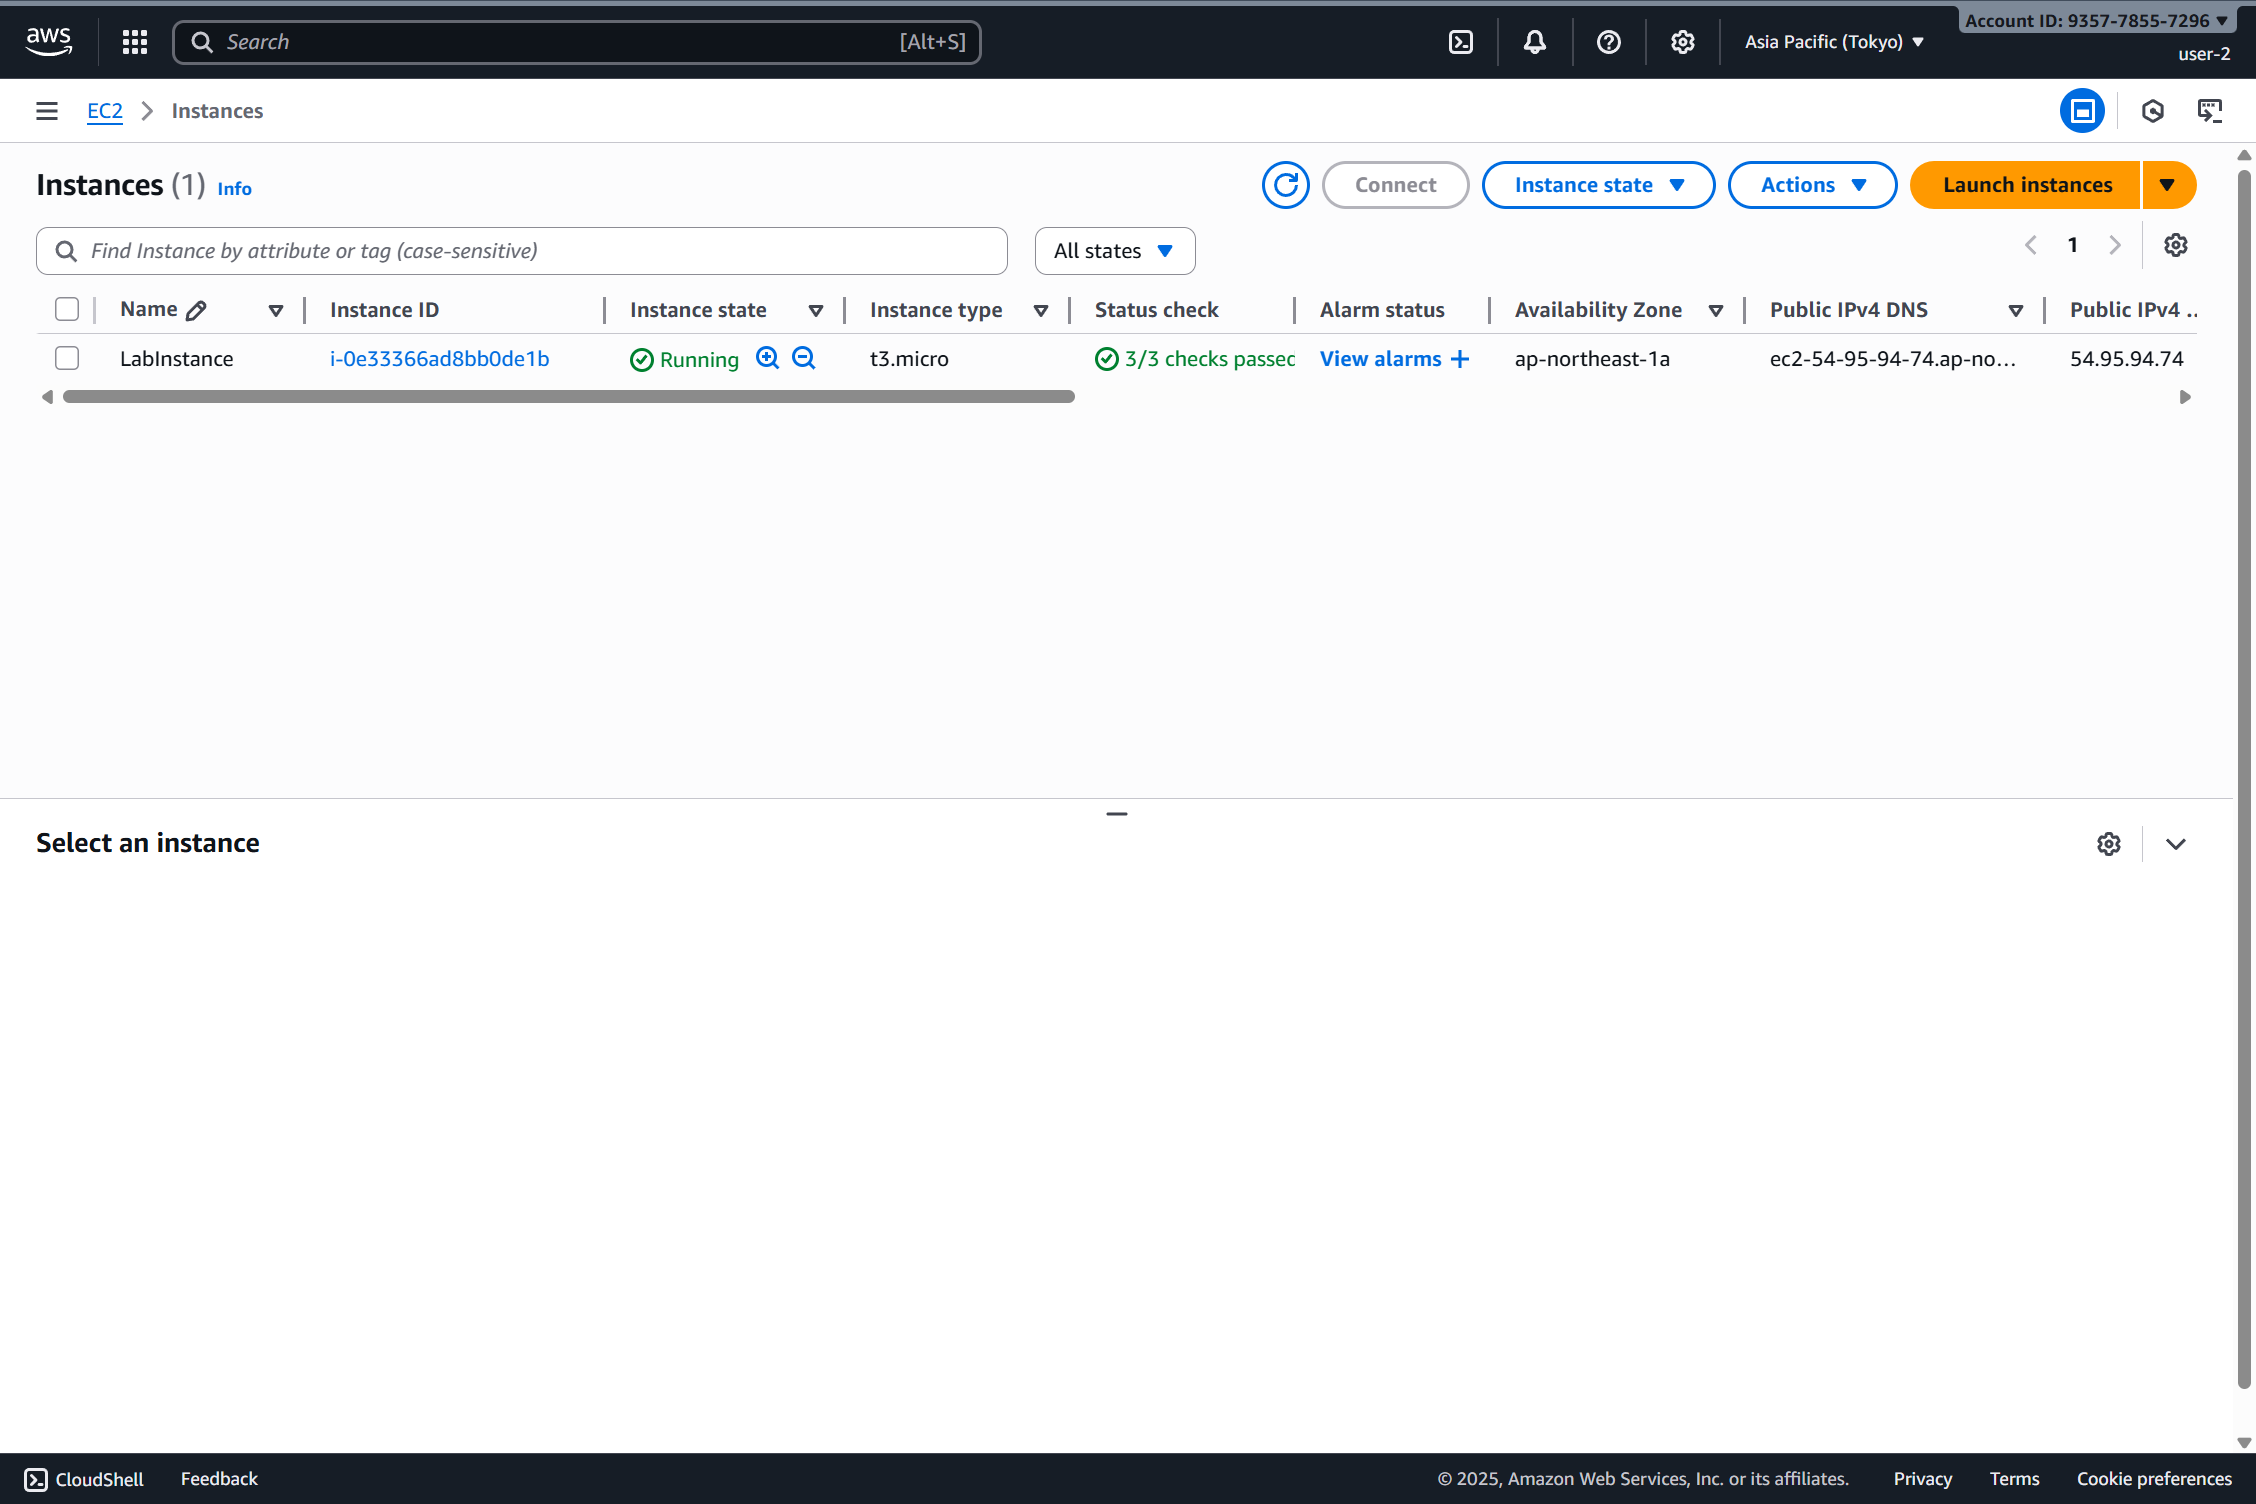 aws
Search [Alt+S]
Asia Pacific (Tokyo)
Account ID: 9357-7855-7296
user-2
EC2 Instances
Instances (1) Info
Connect
Instance state
Actions
Launch instances
Find Instance by attribute or tag (case-sensitive)
All states
1
Name Instance ID Instance state Instance type Status check Alarm status Availability Zone Public IPv4 DNS Public IPv4 ..
LabInstance i-0e33366ad8bb0de1b Running t3.micro 3/3 checks passec View alarms + ap-northeast-1a ec2-54-95-94-74.ap-no... 54.95.94.74
Select an instance
CloudShell Feedback © 2025, Amazon Web Services, Inc. or its affiliates. Privacy Terms Cookie preferences